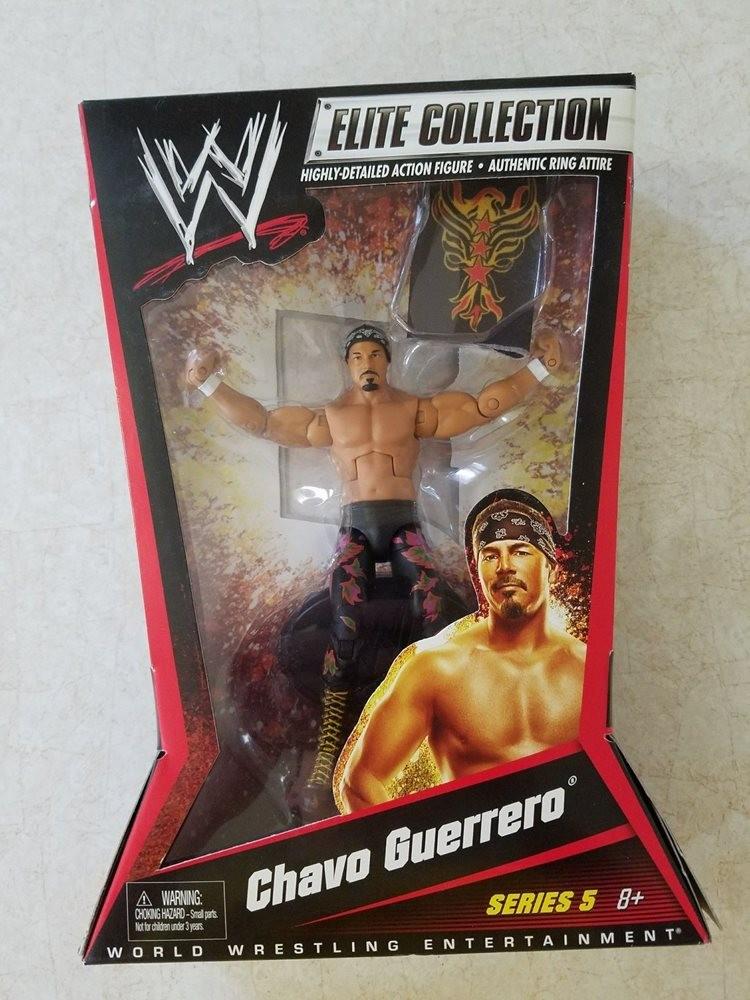 W
ELITE COLLECTION
HIGHLY-DETAILED ACTION FIGURE • AUTHENTIC RING ATTIRE
Chavo Guerrero®
WARNING:
CHOKING HAZARD – Small parts.
Not for children under 3 years.
SERIES 5 8+
WORLD WRESTLING ENTERTAINMENT®